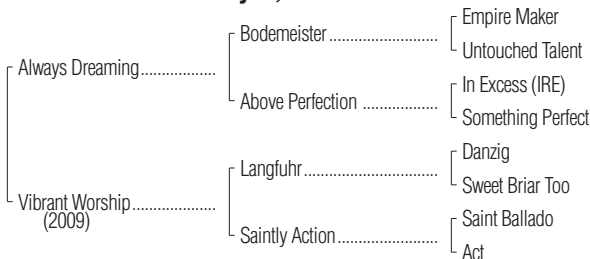 Empire Maker
Bodemeister
Untouched Talent
Always Dreaming
In Excess (IRE)
Above Perfection
Something Perfect
Danzig
Langfuhr
Sweet Briar Too
Vibrant Worship
(2009)
Saint Ballado
Saintly Action
Act